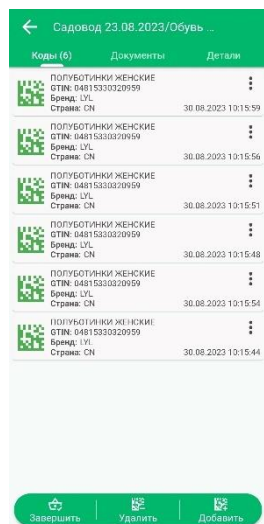 Садовод 23.08.2023/Обувь ...
Коды (6) Документы Детали
ПОЛУБОТИНКИ ЖЕНСКИЕ
GTIN: 04815330320959
Бренд: LYL
Страна: CN 30.08.2023 10:15:59
ПОЛУБОТИНКИ ЖЕНСКИЕ
GTIN: 04815330320959
Бренд: LYL
Страна: CN 30.08.2023 10:15:56
ПОЛУБОТИНКИ ЖЕНСКИЕ
GTIN: 04815330320959
Бренд: LYL
Страна: CN 30.08.2023 10:15:51
ПОЛУБОТИНКИ ЖЕНСКИЕ
GTIN: 04815330320959
Бренд: LYL
Страна: CN 30.08.2023 10:15:48
ПОЛУБОТИНКИ ЖЕНСКИЕ
GTIN: 04815330320959
Бренд: LYL
Страна: CN 30.08.2023 10:15:54
ПОЛУБОТИНКИ ЖЕНСКИЕ
GTIN: 04815330320959
Бренд: LYL
Страна: CN 30.08.2023 10:15:44
Завершить Удалить Добавить